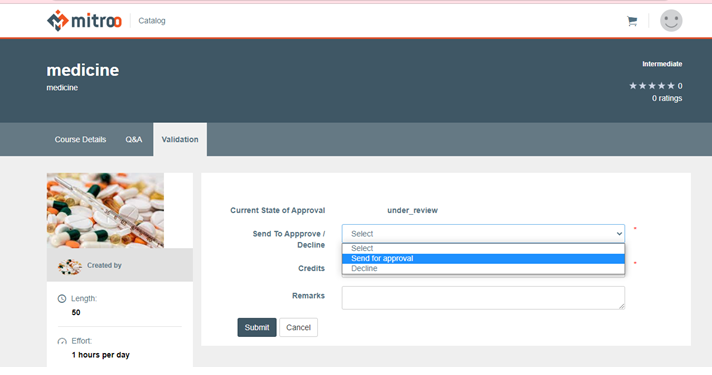 mitroo
Catalog
medicine
medicine
Intermediate
0
0 ratings
Course Details
Q&A
Validation
Current State of Approval
under_review
Send To Appprove /
Decline
Select
*
Select
Send for approval
Decline
Credits
*
Remarks
Submit
Cancel
Created by
Length:
50
Effort:
1 hours per day